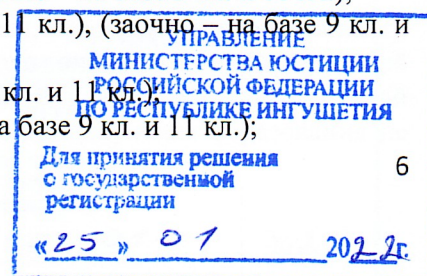 11 кл.), (заочно – на базе 9 кл. и
УПРАВЛЕНИЕ
МИНИСТЕРСТВА ЮСТИЦИИ
кл. и 11 кл.);
РОССИЙСКОЙ ФЕДЕРАЦИИ
ПО РЕСПУБЛИКЕ ИНГУШЕТИЯ
а базе 9 кл. и 11 кл.);
Для принятия решения
о государственной
регистрации
6
«25» 01 2022г.